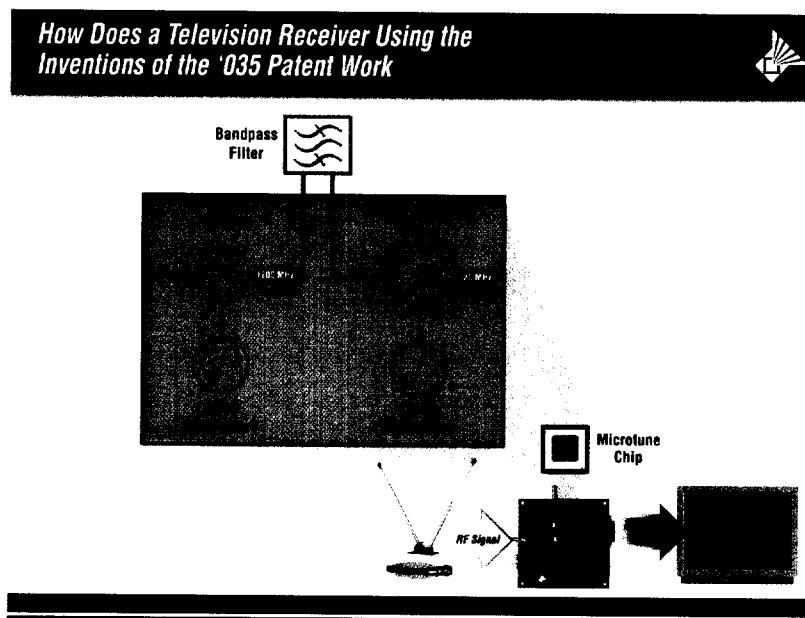 How Does a Television Receiver Using the
Inventions of the '035 Patent Work
Bandpass
Filter
1200 MHz
Microtune
Chip
RF Signal